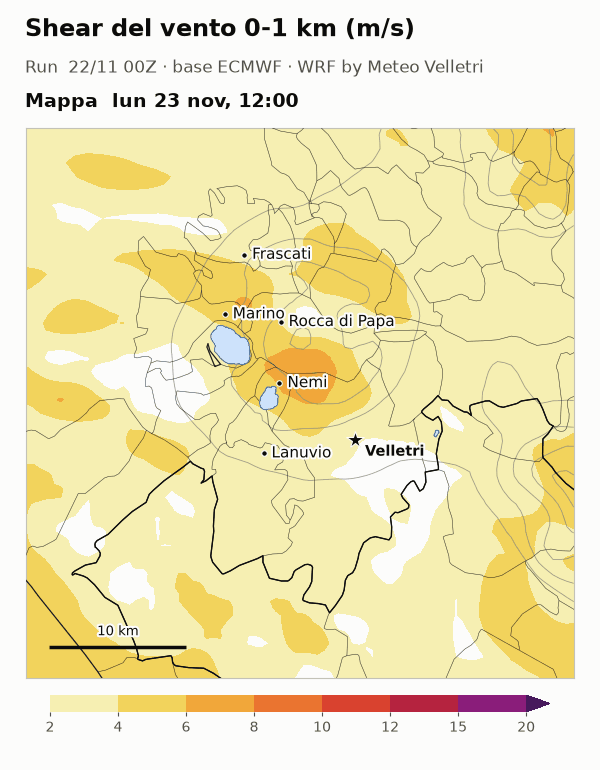 Shear del vento 0-1 km (m/s)
Run  22/11 00Z · base ECMWF · WRF by Meteo Velletri
Mappa  lun 23 nov, 12:00
Frascati
Marino
Rocca di Papa
Nemi
Velletri
Lanuvio
10 km
2 4 6 8 10 12 15 20